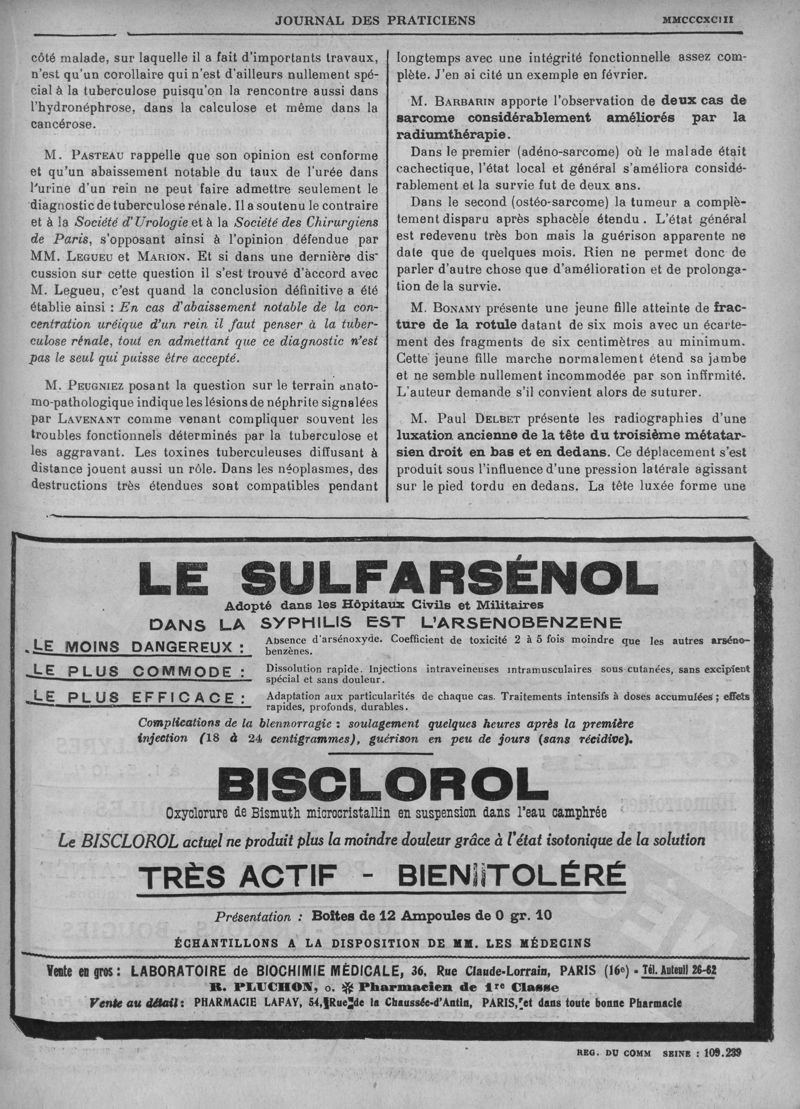 JOURNAL DES PRATICIENS
MMCCCXCIII
côté malade, sur laquelle il a fait d'importants travaux,
n'est qu'un corollaire qui n'est d'ailleurs nullement spé-
cial à la tuberculose puisqu'on la rencontre aussi dans
l'hydronéphrose, dans la calculose et même dans la
cancérose.
M. PASTEAU rappelle que son opinion est conforme
et qu'un abaissement notable du taux de l'urée dans
l'urine d'un rein ne peut faire admettre seulement le
diagnostic de tuberculose rénale. Il a soutenu le contraire
et à la Société d'Urologie et à la Société des Chirurgiens
de Paris, s'opposant ainsi à l'opinion défendue par
MM. LEGUEU et MARION. Et si dans une dernière dis-
cussion sur cette question il s'est trouvé d'accord avec
M. Legueu, c'est quand la conclusion définitive a été
établie ainsi : En cas d'abaissement notable de la con-
centration uréique d'un rein il faut penser à la tuber-
culose rénale, tout en admettant que ce diagnostic n'est
pas le seul qui puisse être accepté.
M. PEUGNIEZ posant la question sur le terrain anato-
mo-pathologique indique les lésions de néphrite signalées
par LAVENANT comme venant compliquer souvent les
troubles fonctionnels déterminés par la tuberculose et
les aggravant. Les toxines tuberculeuses diffusant à
distance jouent aussi un rôle. Dans les néoplasmes, des
destructions très étendues sont compatibles pendant
longtemps avec une intégrité fonctionnelle assez com-
plète. J'en ai cité un exemple en février.
M. BARBARIN apporte l'observation de deux cas de
sarcome considérablement améliorés par la
radiumthérapie.
Dans le premier (adéno-sarcome) où le malade était
cachectique, l'état local et général s'améliora considé-
rablement et la survie fut de deux ans.
Dans le second (ostéo-sarcome) la tumeur a complè-
tement disparu après sphacèle étendu. L'état général
est redevenu très bon mais la guérison apparente ne
date que de quelques mois. Rien ne permet donc de
parler d'autre chose que d'amélioration et de prolonga-
tion de la survie.
M. BONAMY présente une jeune fille atteinte de frac-
ture de la rotule datant de six mois avec un écarte-
ment des fragments de six centimètres au minimum.
Cette jeune fille marche normalement étend sa jambe
et ne semble nullement incommodée par son infirmité.
L'auteur demande s'il convient alors de suturer.
M. Paul DELBET présente les radiographies d'une
luxation ancienne de la tête du troisième métatar-
sien droit en bas et en dedans. Ce déplacement s'est
produit sous l'influence d'une pression latérale agissant
sur le pied tordu en dedans. La tête luxée forme une
LE SULFARSÉNOL
Adopté dans les Hôpitaux Civils et Militaires
DANS LA SYPHILIS EST L'ARSENOBENZENE
LE MOINS DANGEREUX : Absence d'arsénoxyde. Coefficient de toxicité 2 à 5 fois moindre que les autres arséno-
benzènes.
LE PLUS COMMODE : Dissolution rapide. Injections intraveineuses intramusculaires sous-cutanées, sans excipient
spécial et sans douleur.
LE PLUS EFFICACE : Adaptation aux particularités de chaque cas. Traitements intensifs à doses accumulées ; effets
rapides, profonds, durables.
Complications de la blennorragie : soulagement quelques heures après la première
injection (18 à 24 centigrammes), guérison en peu de jours (sans récidive).
BISCLOROL
Oxyclorure de Bismuth microcristallin en suspension dans l'eau camphrée
Le BISCLOROL actuel ne produit plus la moindre douleur grâce à l'état isotonique de la solution
TRÈS ACTIF - BIEN TOLÉRÉ
Présentation : Boîtes de 12 Ampoules de 0 gr. 10
ÉCHANTILLONS A LA DISPOSITION DE MM. LES MÉDECINS
Vente en gros : LABORATOIRE de BIOCHIMIE MÉDICALE, 36, Rue Claude-Lorrain, PARIS (16e) - Tél. Auteuil 26-62
R. PLUCHON, O. ✻ Pharmacien de 1re Classe
Vente au détail : PHARMACIE LAFAY, 54, Rue de la Chaussée-d'Antin, PARIS, et dans toute bonne Pharmacie
REG. DU COMM SEINE : 109.239